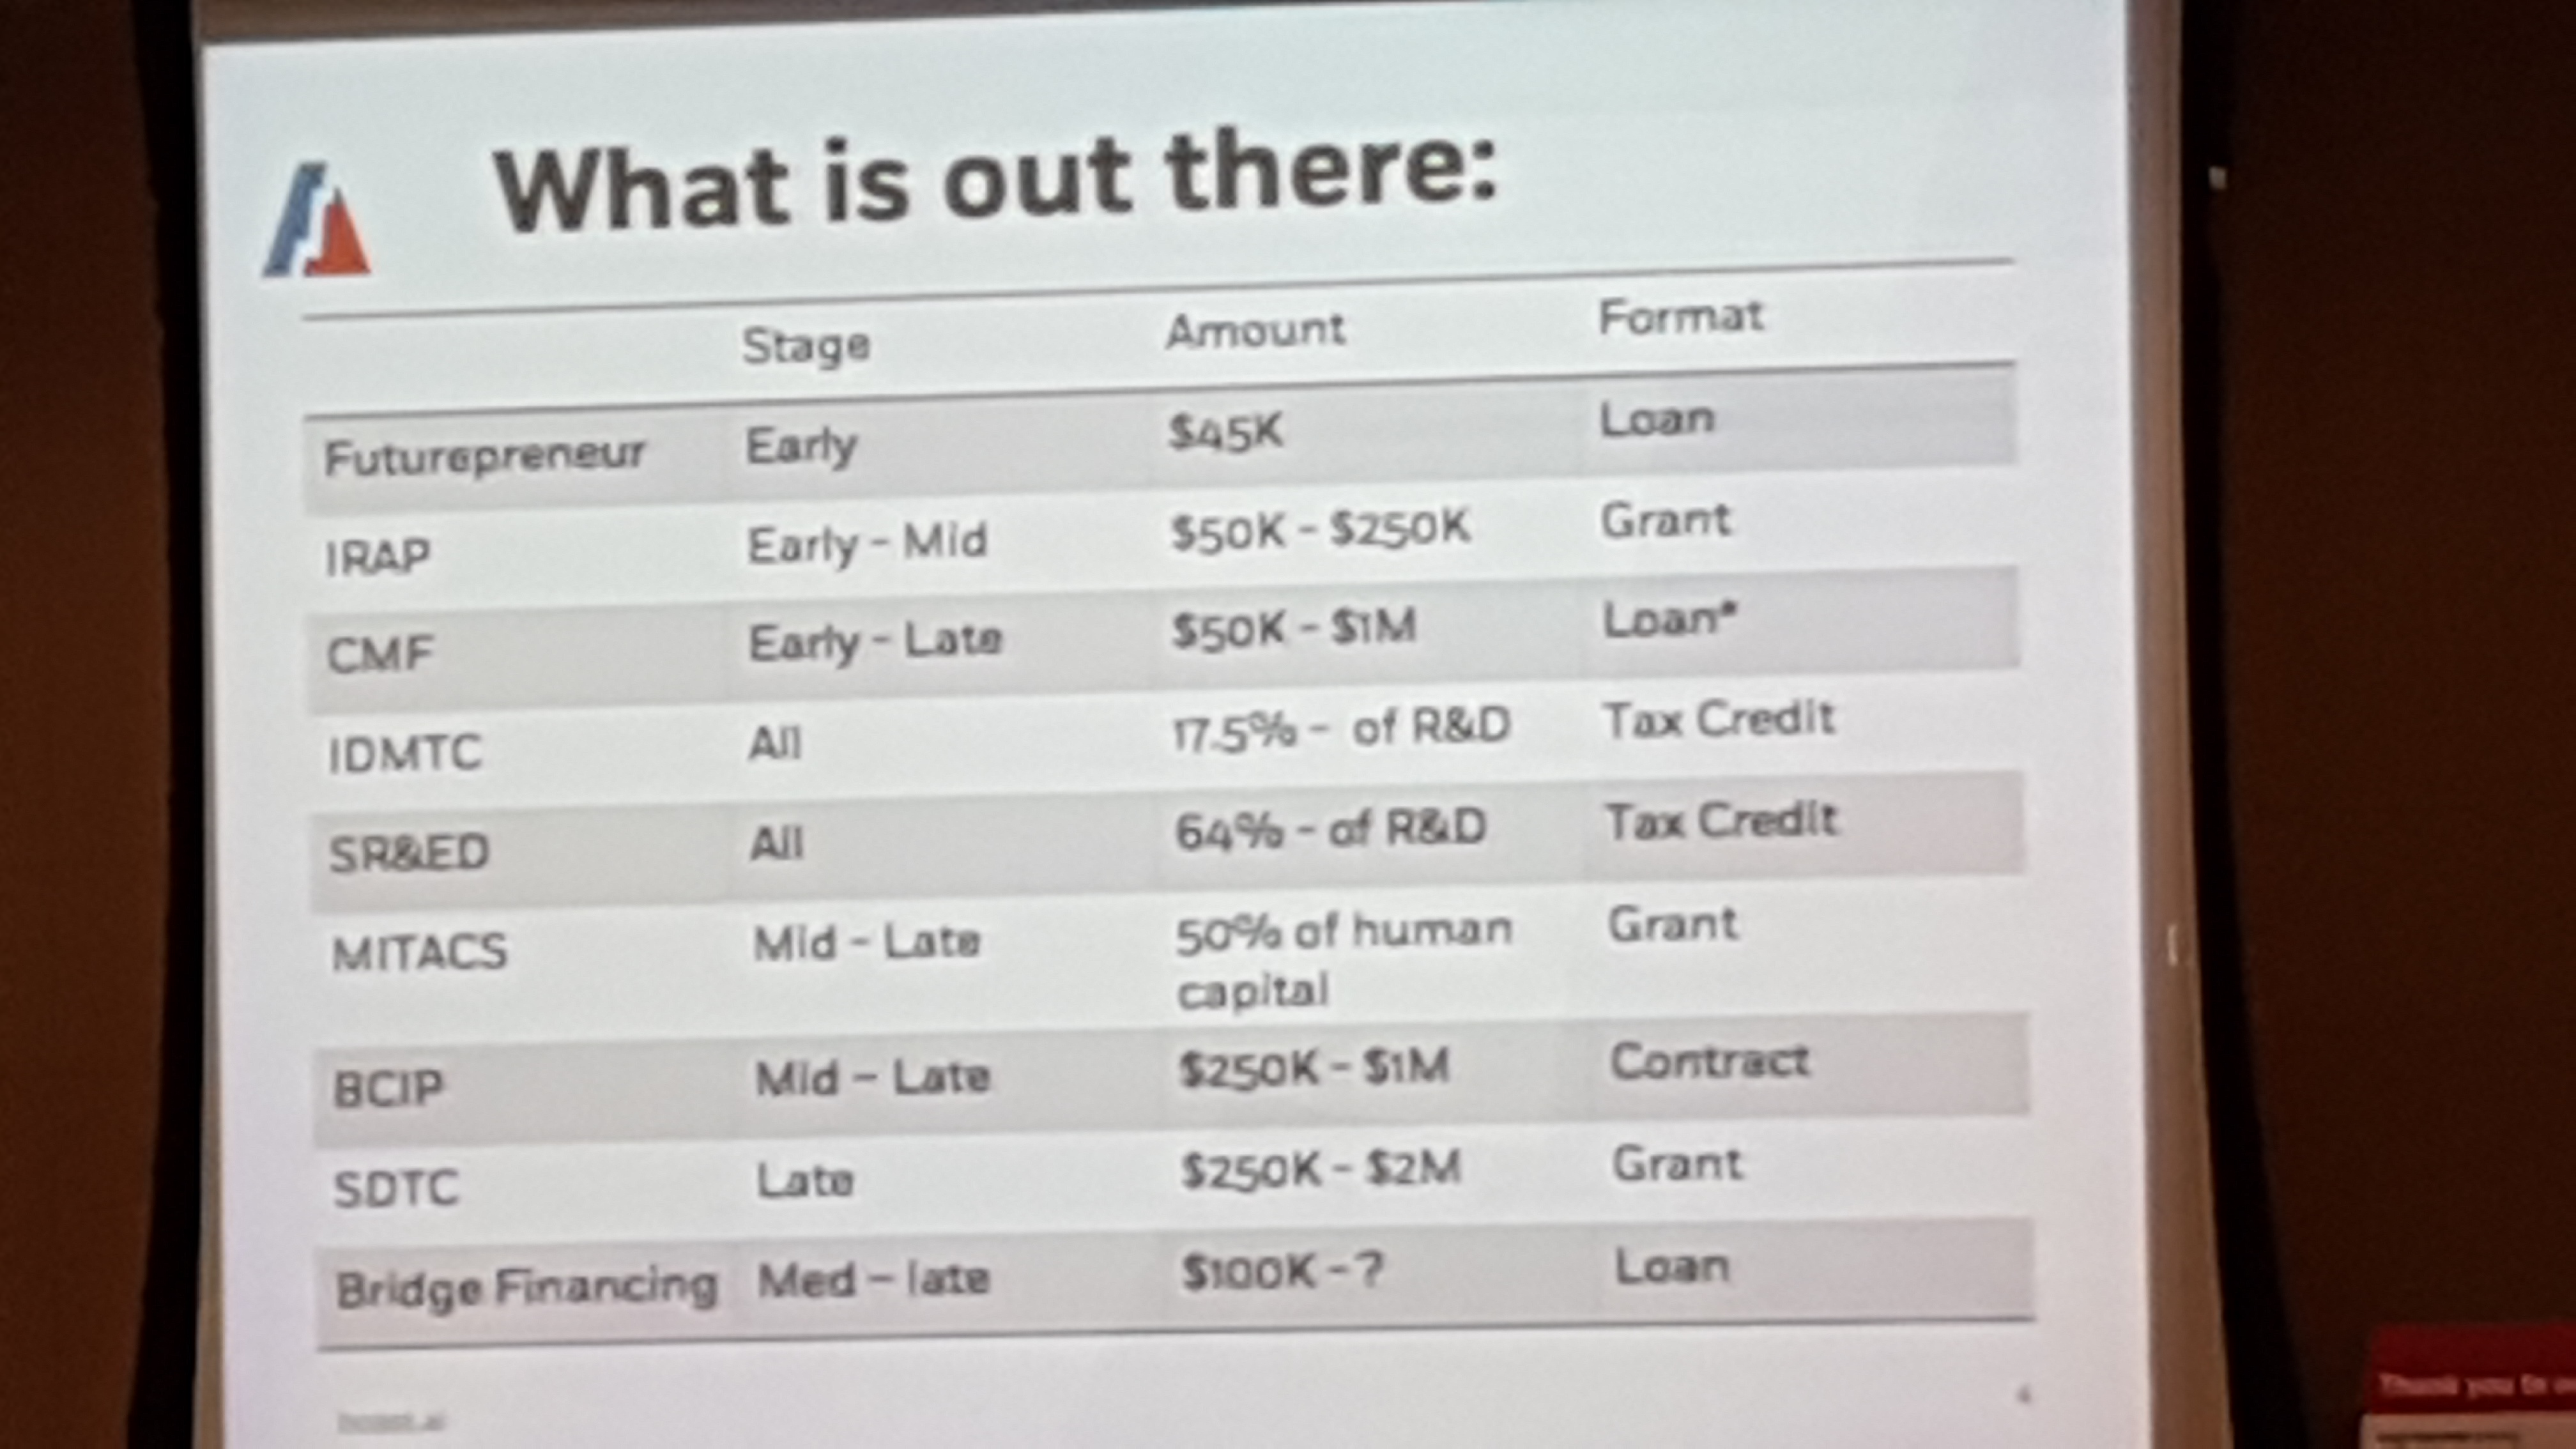 What is out there:
Stage Amount Format
Futurepreneur Early $45K Loan
IRAP Early - Mid $50K - $250K Grant
CMF Early - Late $50K - $1M Loan*
IDMTC All 17.5% - of R&D Tax Credit
SR&ED All 64% - of R&D Tax Credit
MITACS Mid - Late 50% of human Grant
capital
BCIP Mid - Late $250K - $1M Contract
SDTC Late $250K - $2M Grant
Bridge Financing Med - late $100K - ? Loan
Thank you